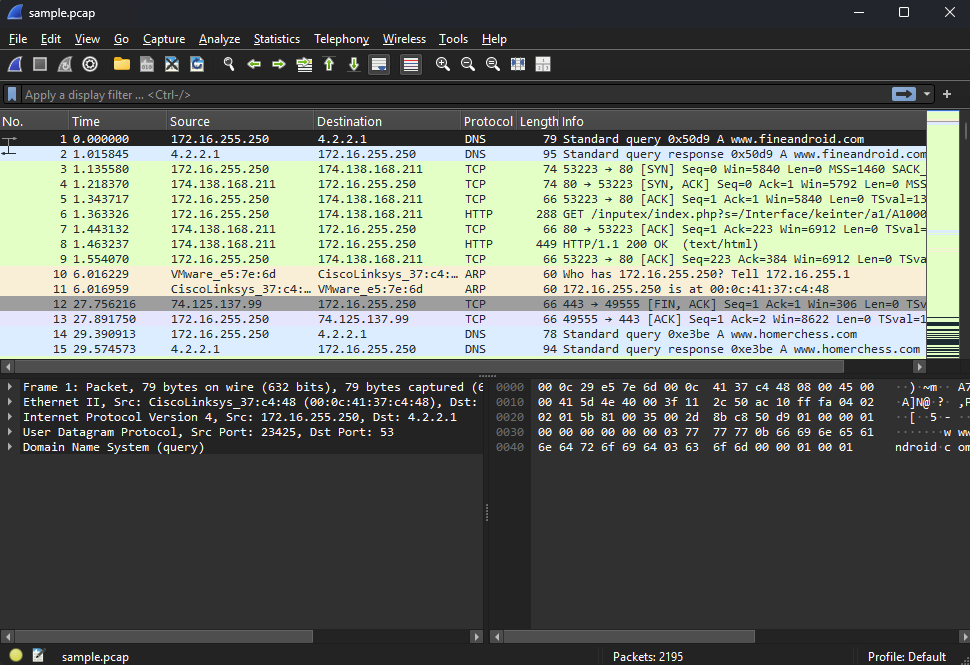 sample.pcap
File Edit View Go Capture Analyze Statistics Telephony Wireless Tools Help
Apply a display filter ... <Ctrl-/>
No. Time Source Destination Protocol Length Info
1 0.000000 172.16.255.250 4.2.2.1 DNS 79 Standard query 0x50d9 A www.fineandroid.com
2 1.015845 4.2.2.1 172.16.255.250 DNS 95 Standard query response 0x50d9 A www.fineandroid.com
3 1.135580 172.16.255.250 174.138.168.211 TCP 74 53223 → 80 [SYN] Seq=0 Win=5840 Len=0 MSS=1460 SACK_
4 1.218370 174.138.168.211 172.16.255.250 TCP 74 80 → 53223 [SYN, ACK] Seq=0 Ack=1 Win=5792 Len=0 MSS
5 1.343717 172.16.255.250 174.138.168.211 TCP 66 53223 → 80 [ACK] Seq=1 Ack=1 Win=5840 Len=0 TSval=13
6 1.363326 172.16.255.250 174.138.168.211 HTTP 288 GET /inputex/index.php?s=/Interface/keinter/a1/A1000
7 1.443132 174.138.168.211 172.16.255.250 TCP 66 80 → 53223 [ACK] Seq=1 Ack=223 Win=6912 Len=0 TSval=
8 1.463237 174.138.168.211 172.16.255.250 HTTP 449 HTTP/1.1 200 OK (text/html)
9 1.554070 172.16.255.250 174.138.168.211 TCP 66 53223 → 80 [ACK] Seq=223 Ack=384 Win=6912 Len=0 TSva
10 6.016229 VMware_e5:7e:6d CiscoLinksys_37:c4:… ARP 60 Who has 172.16.255.250? Tell 172.16.255.1
11 6.016959 CiscoLinksys_37:c4:… VMware_e5:7e:6d ARP 60 172.16.255.250 is at 00:0c:41:37:c4:48
12 27.756216 74.125.137.99 172.16.255.250 TCP 66 443 → 49555 [FIN, ACK] Seq=1 Ack=1 Win=306 Len=0 TSv
13 27.891750 172.16.255.250 74.125.137.99 TCP 66 49555 → 443 [ACK] Seq=1 Ack=2 Win=8622 Len=0 TSval=1
14 29.390913 172.16.255.250 4.2.2.1 DNS 78 Standard query 0xe3be A www.homerchess.com
15 29.574573 4.2.2.1 172.16.255.250 DNS 94 Standard query response 0xe3be A www.homerchess.com
Frame 1: Packet, 79 bytes on wire (632 bits), 79 bytes captured (6
Ethernet II, Src: CiscoLinksys_37:c4:48 (00:0c:41:37:c4:48), Dst:
Internet Protocol Version 4, Src: 172.16.255.250, Dst: 4.2.2.1
User Datagram Protocol, Src Port: 23425, Dst Port: 53
Domain Name System (query)
0000 00 0c 29 e5 7e 6d 00 0c 41 37 c4 48 08 00 45 00 ··)·~m·· A7
0010 00 41 5d 4e 40 00 3f 11 2c 50 ac 10 ff fa 04 02 ·A]N@·?· ,P
0020 02 01 5b 81 00 35 00 2d 8b c8 50 d9 01 00 00 01 ··[··5·-
0030 00 00 00 00 00 00 03 77 77 77 0b 66 69 6e 65 61 ·······w ww
0040 6e 64 72 6f 69 64 03 63 6f 6d 00 00 01 00 01 ndroid·c om
sample.pcap Packets: 2195 Profile: Default